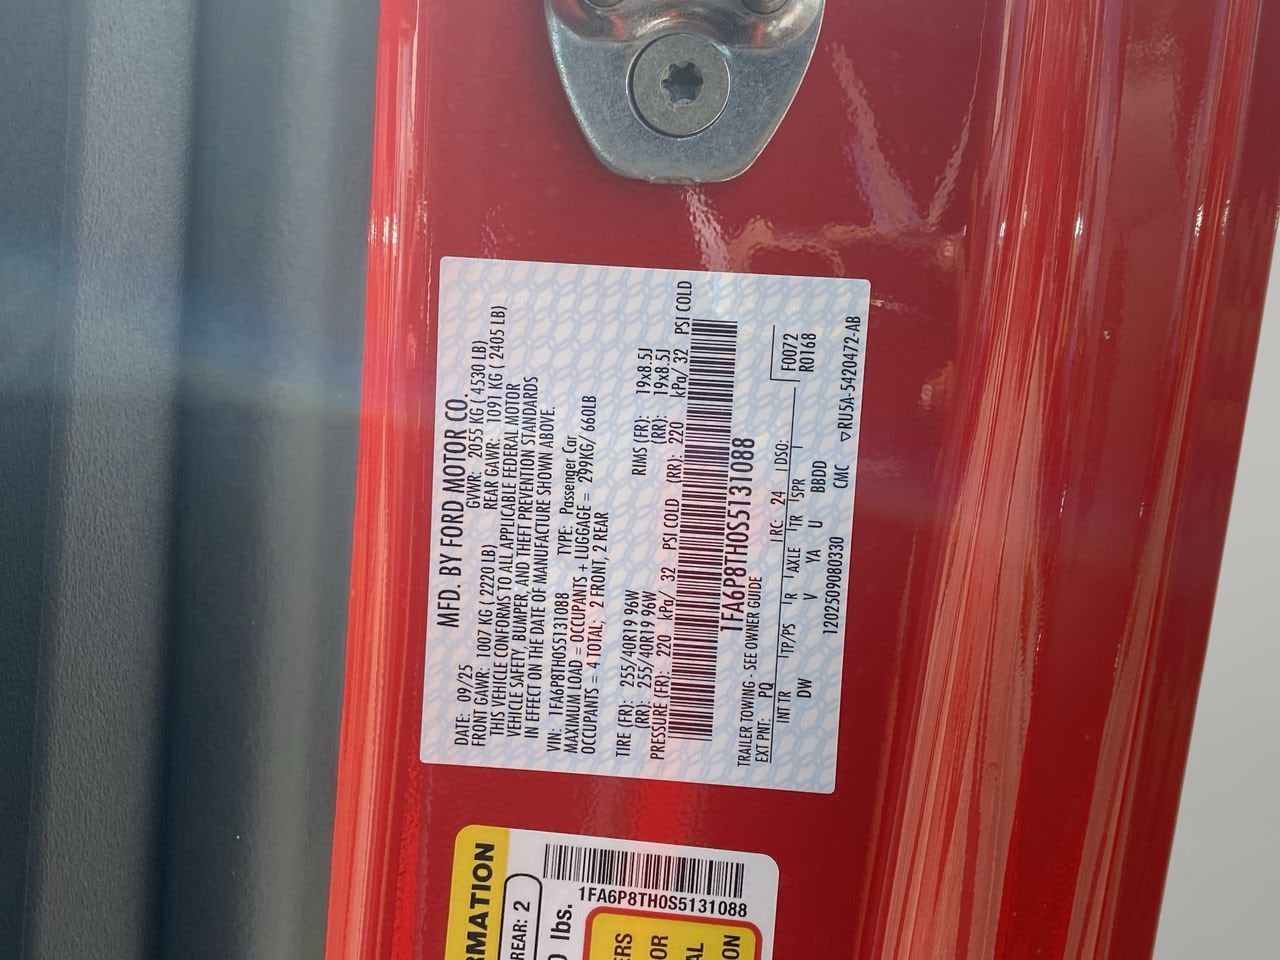 MFD. BY FORD MOTOR CO.
DATE: 09/25 GVWR: 2055 KG ( 4530 LB)
FRONT GAWR: 1007 KG ( 2220 LB) REAR GAWR: 1091 KG ( 2405 LB)
THIS VEHICLE CONFORMS TO ALL APPLICABLE FEDERAL MOTOR
VEHICLE SAFETY, BUMPER, AND THEFT PREVENTION STANDARDS
IN EFFECT ON THE DATE OF MANUFACTURE SHOWN ABOVE.
VIN: 1FA6P8TH0S5131088 TYPE: Passenger Car
MAXIMUM LOAD = OCCUPANTS + LUGGAGE = 299KG/660LB
OCCUPANTS = 4 TOTAL; 2 FRONT, 2 REAR
TIRE (FR): 255/40R19 96W RIMS (FR): 19x8.5J
(RR): 255/40R19 96W (RR): 19x8.5J
PRESSURE (FR): 220 kPa/ 32 PSI COLD (RR): 220 kPa/ 32 PSI COLD
1FA6P8TH0S5131088
TRAILER TOWING - SEE OWNER GUIDE
EXT PNT: PQ RC: 24 DSO: F0072
INT TR TP/PS R AXLE TR SPR R0168
DW V YA U BBDD
1202509080330 CMC ▽RU5A-5420472-AB
RMATION
REAR: 2
0 lbs.
1FA6P8TH0S5131088
ERS
OR
AL
ON